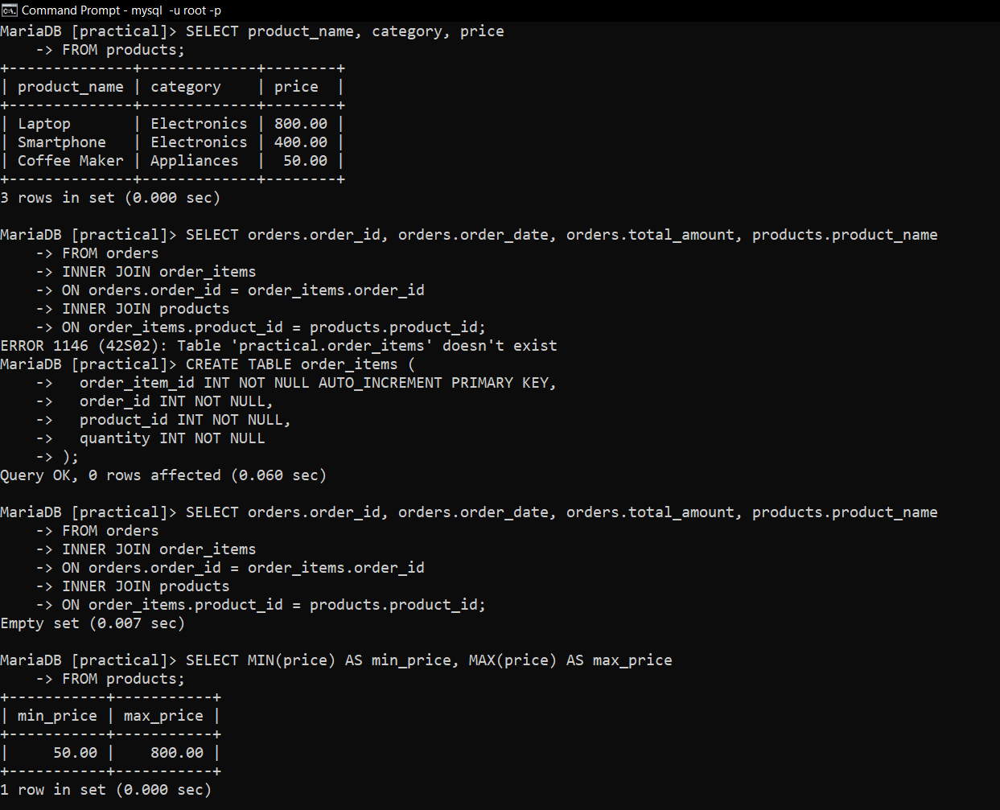 Command Prompt - mysql  -u root -p
MariaDB [practical]> SELECT product_name, category, price
    -> FROM products;
+--------------+-------------+--------+
| product_name | category    | price  |
+--------------+-------------+--------+
| Laptop       | Electronics | 800.00 |
| Smartphone   | Electronics | 400.00 |
| Coffee Maker | Appliances  |  50.00 |
+--------------+-------------+--------+
3 rows in set (0.000 sec)

MariaDB [practical]> SELECT orders.order_id, orders.order_date, orders.total_amount, products.product_name
    -> FROM orders
    -> INNER JOIN order_items
    -> ON orders.order_id = order_items.order_id
    -> INNER JOIN products
    -> ON order_items.product_id = products.product_id;
ERROR 1146 (42S02): Table 'practical.order_items' doesn't exist
MariaDB [practical]> CREATE TABLE order_items (
    ->   order_item_id INT NOT NULL AUTO_INCREMENT PRIMARY KEY,
    ->   order_id INT NOT NULL,
    ->   product_id INT NOT NULL,
    ->   quantity INT NOT NULL
    -> );
Query OK, 0 rows affected (0.060 sec)

MariaDB [practical]> SELECT orders.order_id, orders.order_date, orders.total_amount, products.product_name
    -> FROM orders
    -> INNER JOIN order_items
    -> ON orders.order_id = order_items.order_id
    -> INNER JOIN products
    -> ON order_items.product_id = products.product_id;
Empty set (0.007 sec)

MariaDB [practical]> SELECT MIN(price) AS min_price, MAX(price) AS max_price
    -> FROM products;
+-----------+-----------+
| min_price | max_price |
+-----------+-----------+
|     50.00 |    800.00 |
+-----------+-----------+
1 row in set (0.000 sec)